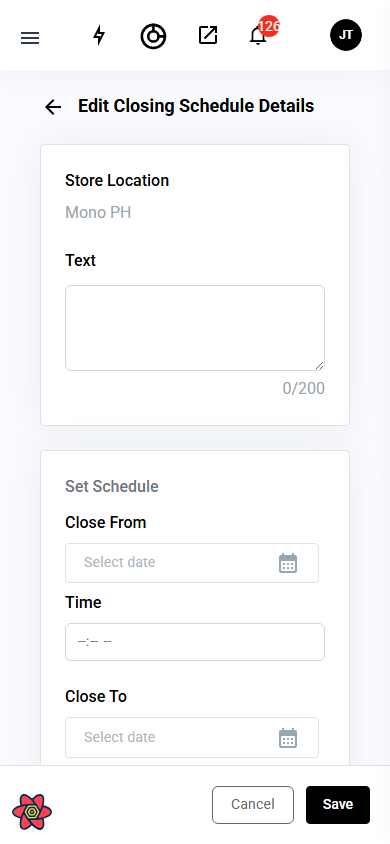 126
JT
Edit Closing Schedule Details
Store Location
Mono PH
Text
0/200
Set Schedule
Close From
Select date
Time
--:-- --
Close To
Select date
Cancel
Save